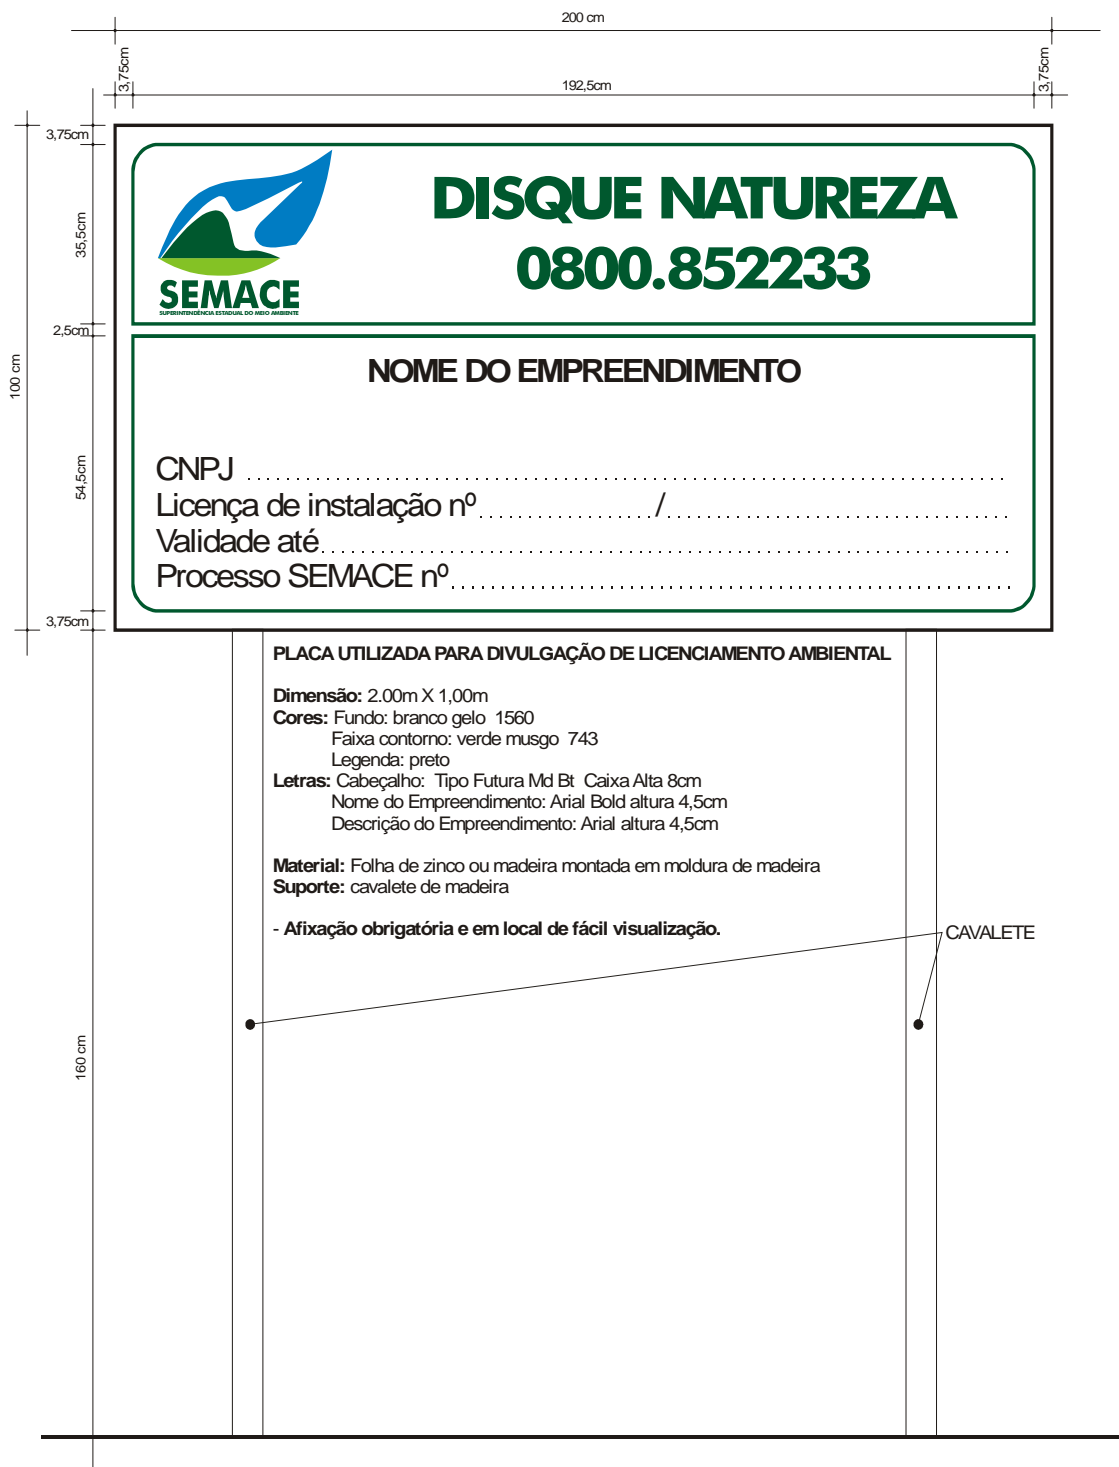 200 cm
3,75cm
192,5cm
3,75cm
3,75cm
35,5cm
2,5cm
100 cm
54,5cm
3,75cm
DISQUE NATUREZA
0800.852233
SEMACE
SUPERINTENDÊNCIA ESTADUAL DO MEIO AMBIENTE
NOME DO EMPREENDIMENTO
CNPJ ........................................................................
Licença de instalação nº................/................................
Validade até.................................................................
Processo SEMACE nº.....................................................
PLACA UTILIZADA PARA DIVULGAÇÃO DE LICENCIAMENTO AMBIENTAL
Dimensão: 2.00m X 1,00m
Cores: Fundo: branco gelo 1560
Faixa contorno: verde musgo 743
Legenda: preto
Letras: Cabeçalho: Tipo Futura Md Bt Caixa Alta 8cm
Nome do Empreendimento: Arial Bold altura 4,5cm
Descrição do Empreendimento: Arial altura 4,5cm
Material: Folha de zinco ou madeira montada em moldura de madeira
Suporte: cavalete de madeira
- Afixação obrigatória e em local de fácil visualização.
CAVALETE
160 cm